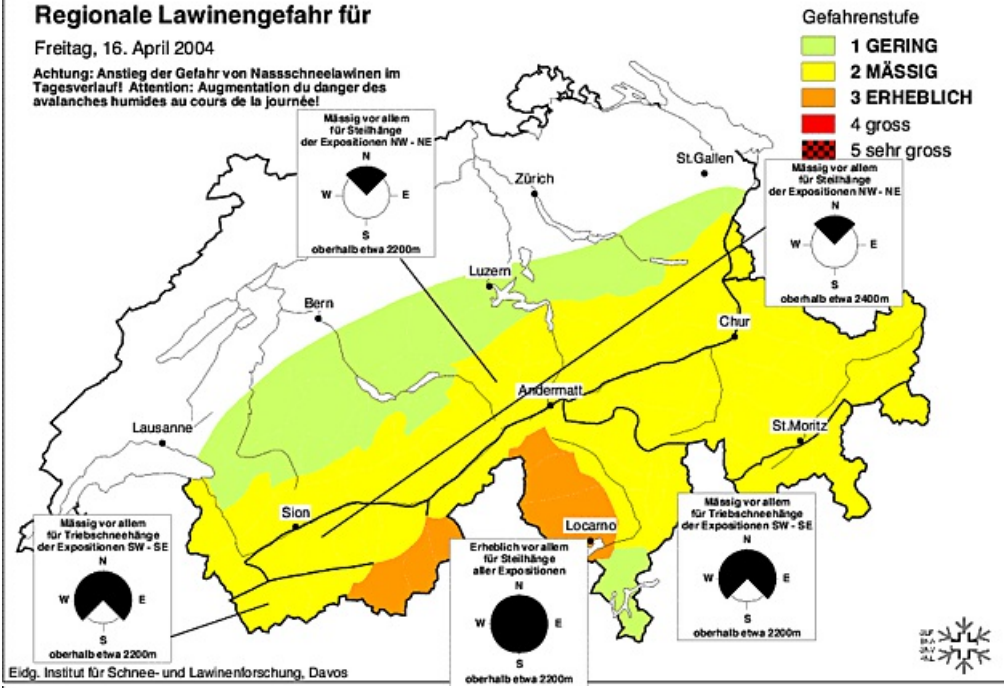 Regionale Lawinengefahr für
Freitag, 16. April 2004
Achtung: Anstieg der Gefahr von Nassschneelawinen im
Tagesverlauf! Attention: Augmentation du danger des
avalanches humides au cours de la journée!
Gefahrenstufe
1 GERING
2 MÄSSIG
3 ERHEBLICH
4 gross
5 sehr gross
Mässig vor allem
für Steilhänge
der Expositionen NW - NE
N
W
E
S
oberhalb etwa 2200m
Mässig vor allem
für Steilhänge
der Expositionen NW - NE
N
W
E
S
oberhalb etwa 2400m
St.Gallen
Zürich
Luzern
Bern
Chur
Andermatt
Lausanne
St.Moritz
Sion
Locarno
Mässig vor allem
für Triebschneehänge
der Expositionen SW - SE
N
W
E
S
oberhalb etwa 2200m
Erheblich vor allem
für Steilhänge
aller Expositionen
N
W
E
S
oberhalb etwa 2200m
Mässig vor allem
für Triebschneehänge
der Expositionen SW - SE
N
W
E
S
oberhalb etwa 2200m
Eidg. Institut für Schnee- und Lawinenforschung, Davos